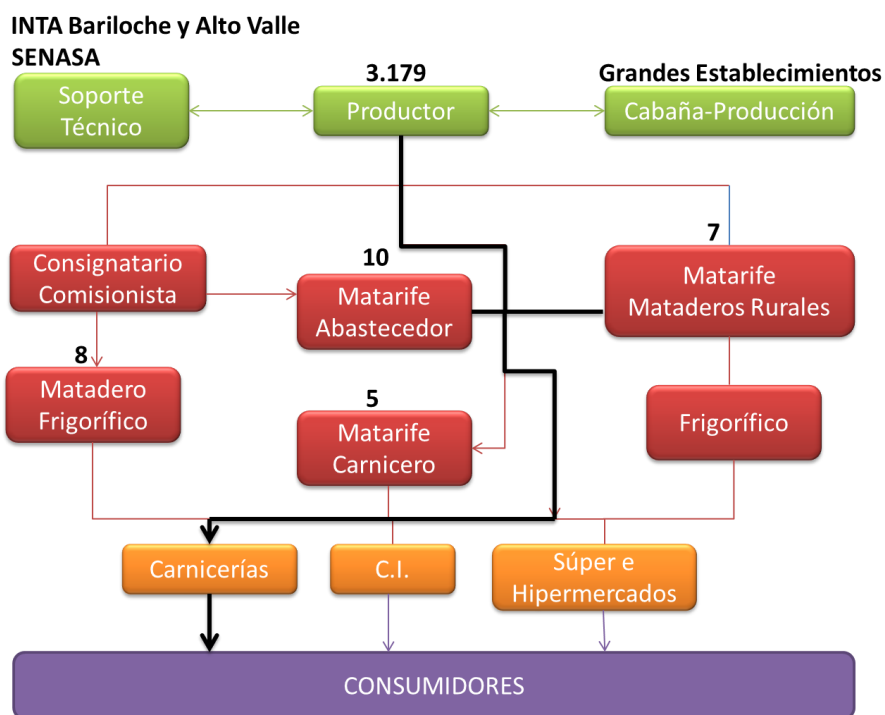 INTA Bariloche y Alto Valle
SENASA
3.179
Grandes Establecimientos
Soporte
Técnico
Productor
Cabaña-Producción
7
Consignatario
Comisionista
10
Matarife
Abastecedor
Matarife
Mataderos Rurales
8
Matadero
Frigorífico
5
Matarife
Carnicero
Frigorífico
Carnicerías
C.I.
Súper e
Hipermercados
CONSUMIDORES